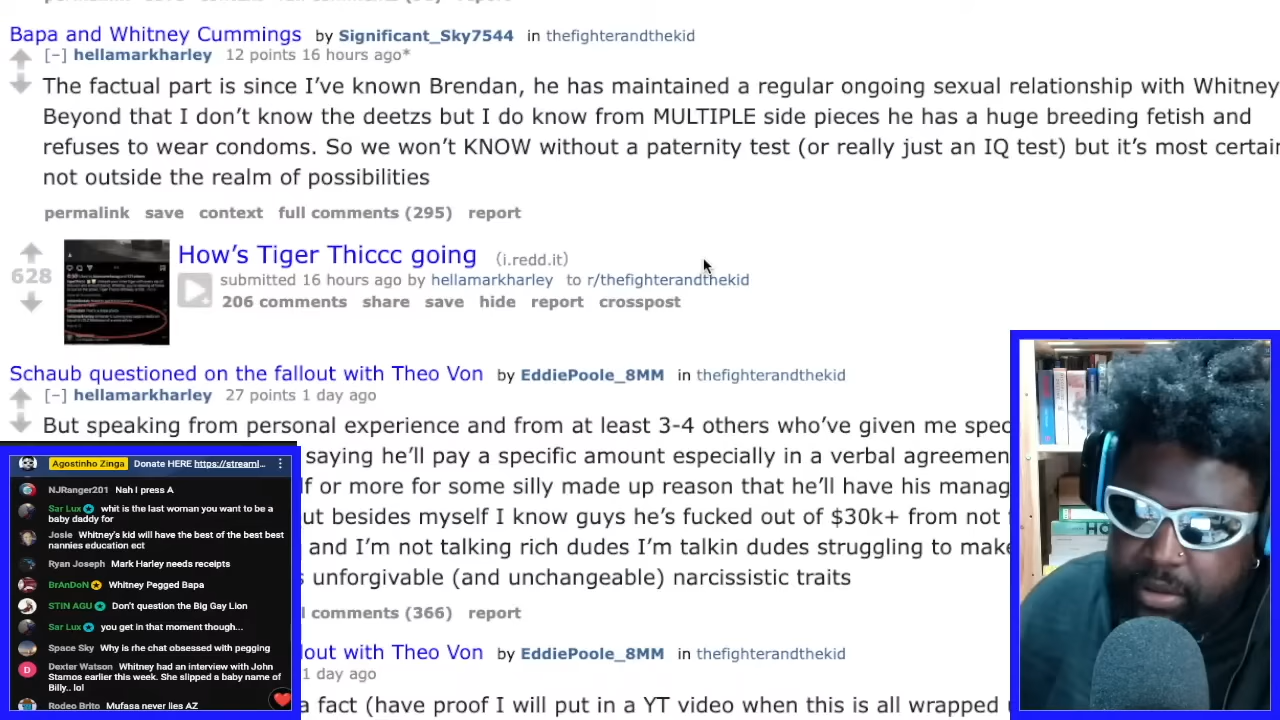 Bapa and Whitney Cummings by Significant_Sky7544 in thefighterandthekid
[–] hellamarkharley 12 points 16 hours ago*
The factual part is since I’ve known Brendan, he has maintained a regular ongoing sexual relationship with Whitney
Beyond that I don’t know the deetzs but I do know from MULTIPLE side pieces he has a huge breeding fetish and
refuses to wear condoms. So we won’t KNOW without a paternity test (or really just an IQ test) but it’s most certain
not outside the realm of possibilities
permalink save context full comments (295) report
How’s Tiger Thiccc going (i.redd.it)
628
submitted 16 hours ago by hellamarkharley to r/thefighterandthekid
206 comments share save hide report crosspost
Schaub questioned on the fallout with Theo Von by EddiePoole_8MM in thefighterandthekid
[–] hellamarkharley 27 points 1 day ago
But speaking from personal experience and from at least 3-4 others who’ve given me spec
saying he’ll pay a specific amount especially in a verbal agreemen
lf or more for some silly made up reason that he’ll have his manag
ut besides myself I know guys he’s fucked out of $30k+ from not
and I’m not talking rich dudes I’m talkin dudes struggling to make
s unforgivable (and unchangeable) narcissistic traits
l comments (366) report
lout with Theo Von by EddiePoole_8MM in thefighterandthekid
1 day ago
a fact (have proof I will put in a YT video when this is all wrapped
Agostinho Zinga Donate HERE https://streaml...
NJRanger201 Nah I press A
Sar Lux whit is the last woman you want to be a
baby daddy for
Josie Whitney's kid will have the best of the best best
nannies education ect
Ryan Joseph Mark Harley needs receipts
BrAnDoN Whitney Pegged Bapa
STIN AGU Don't question the Big Gay Lion
Sar Lux you get in that moment though...
Space Sky Why is rhe chat obsessed with pegging
D
Dexter Watson Whitney had an interview with John
Stamos earlier this week. She slipped a baby name of
Billy.. lol
Rodeo Brito Mufasa never lies AZ